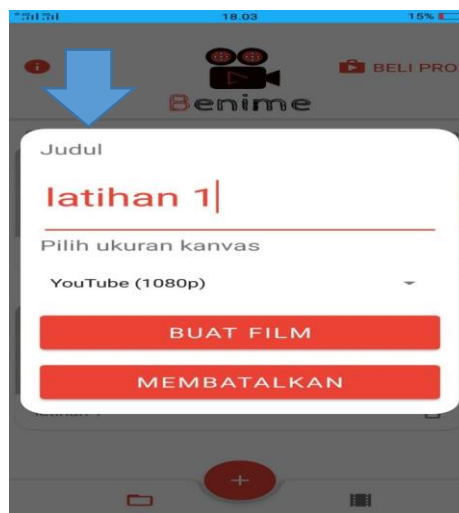 18.03
15%
BELI PRO
Benime
Judul
latihan 1
Pilih ukuran kanvas
YouTube (1080p)
BUAT FILM
MEMBATALKAN